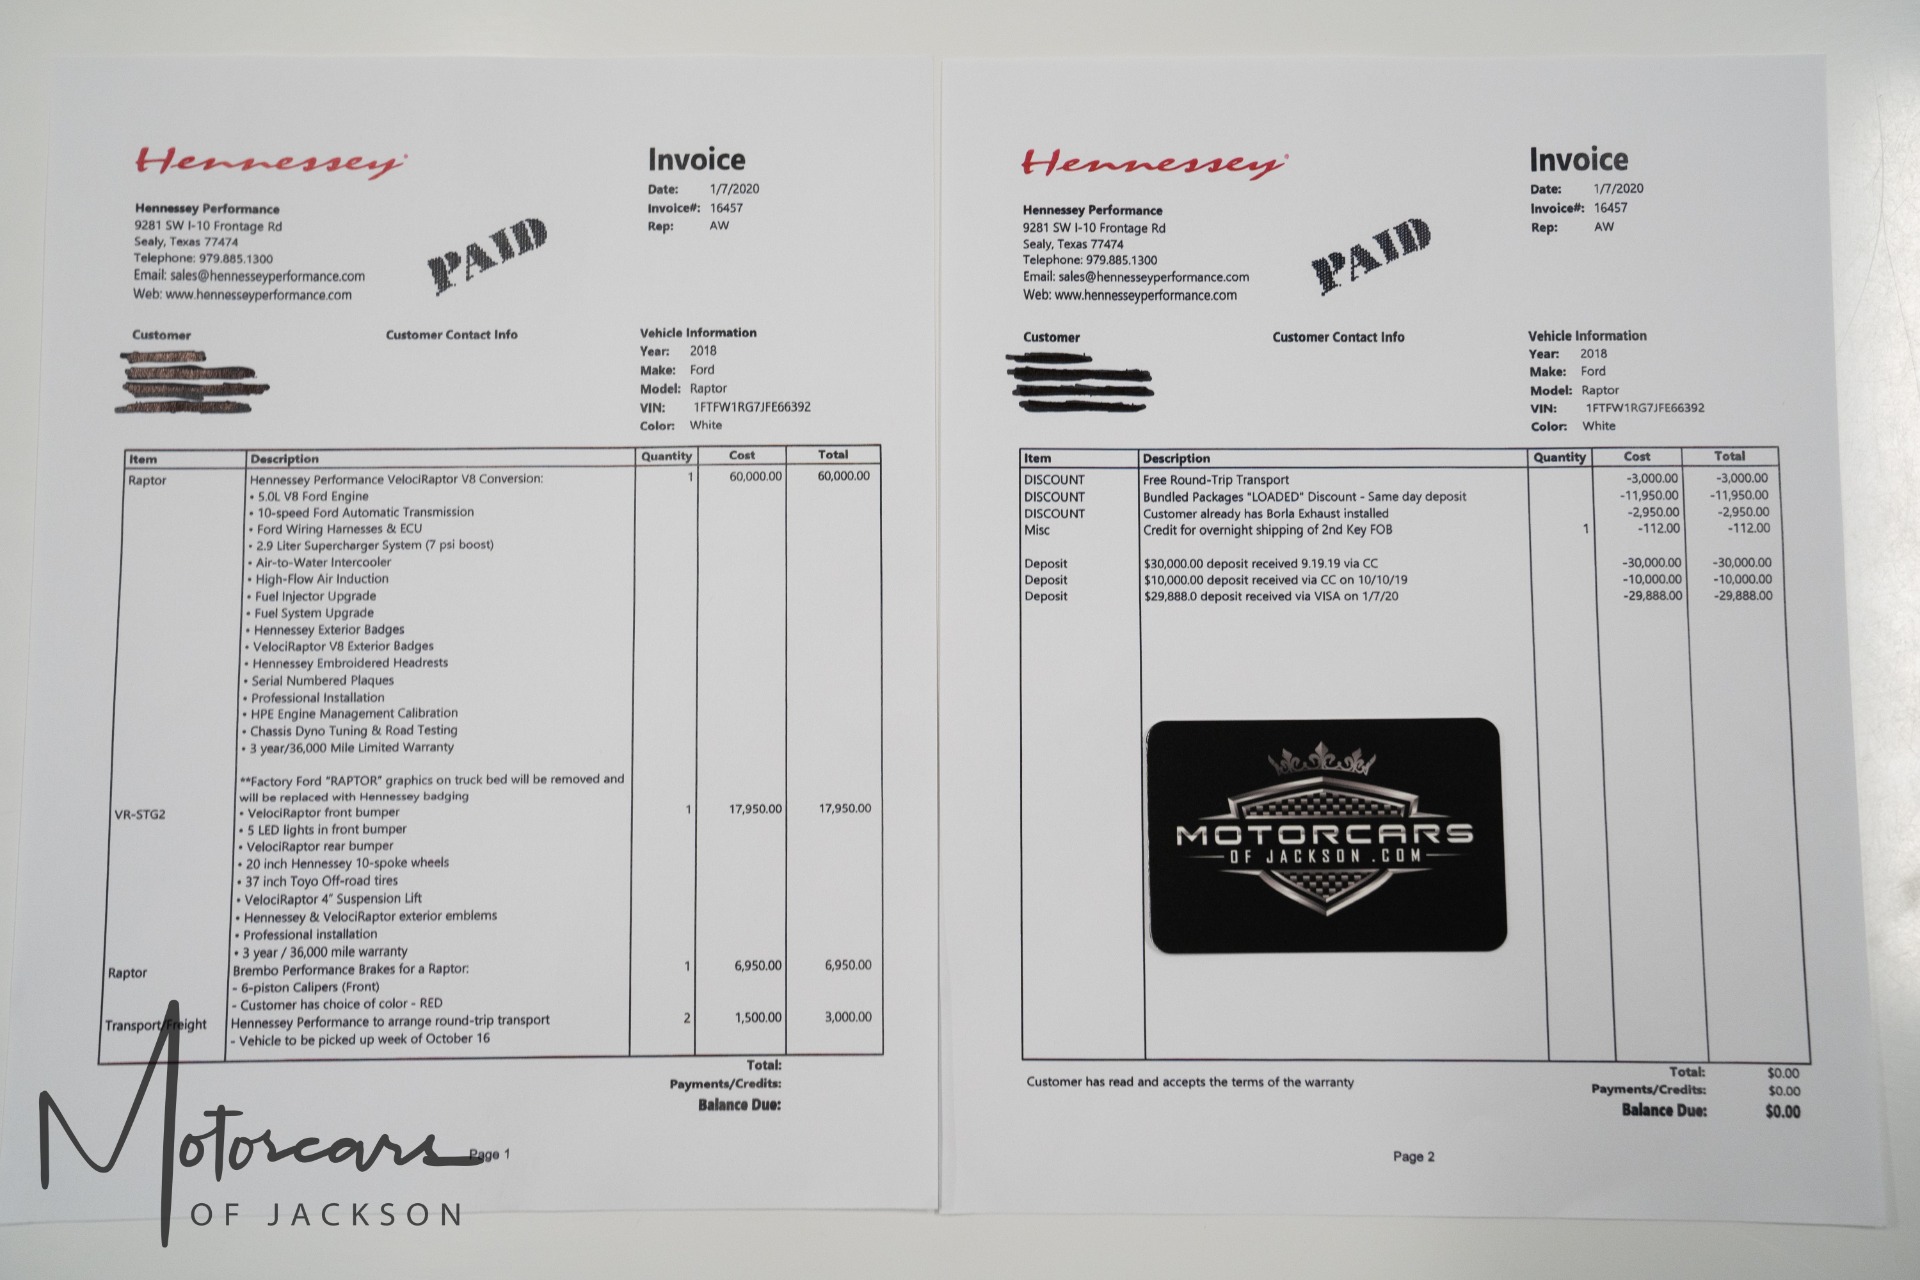 Hennessey
Invoice
Date: 1/7/2020
Invoice#: 16457
Rep: AW
Hennessey Performance
9281 SW I-10 Frontage Rd
Sealy, Texas 77474
Telephone: 979.885.1300
Email: sales@hennesseyperformance.com
Web: www.hennesseyperformance.com
PAID
Customer
Customer Contact Info
Vehicle Information
Year: 2018
Make: Ford
Model: Raptor
VIN: 1FTFW1RG7JFE66392
Color: White
Item Description Quantity Cost Total
Raptor Hennessey Performance VelociRaptor V8 Conversion: 1 60,000.00 60,000.00
• 5.0L V8 Ford Engine
• 10-speed Ford Automatic Transmission
• Ford Wiring Harnesses & ECU
• 2.9 Liter Supercharger System (7 psi boost)
• Air-to-Water Intercooler
• High-Flow Air Induction
• Fuel Injector Upgrade
• Fuel System Upgrade
• Hennessey Exterior Badges
• VelociRaptor V8 Exterior Badges
• Hennessey Embroidered Headrests
• Serial Numbered Plaques
• Professional Installation
• HPE Engine Management Calibration
• Chassis Dyno Tuning & Road Testing
• 3 year/36,000 Mile Limited Warranty
**Factory Ford "RAPTOR" graphics on truck bed will be removed and
will be replaced with Hennessey badging
VR-STG2 • VelociRaptor front bumper 1 17,950.00 17,950.00
• 5 LED lights in front bumper
• VelociRaptor rear bumper
• 20 inch Hennessey 10-spoke wheels
• 37 inch Toyo Off-road tires
• VelociRaptor 4" Suspension Lift
• Hennessey & VelociRaptor exterior emblems
• Professional installation
• 3 year / 36,000 mile warranty
Raptor Brembo Performance Brakes for a Raptor: 1 6,950.00 6,950.00
- 6-piston Calipers (Front)
- Customer has choice of color - RED
Transport/Freight Hennessey Performance to arrange round-trip transport 2 1,500.00 3,000.00
- Vehicle to be picked up week of October 16
Total:
Payments/Credits:
Balance Due:
Page 1
Motorcars
OF JACKSON
Hennessey
Invoice
Date: 1/7/2020
Invoice#: 16457
Rep: AW
Hennessey Performance
9281 SW I-10 Frontage Rd
Sealy, Texas 77474
Telephone: 979.885.1300
Email: sales@hennesseyperformance.com
Web: www.hennesseyperformance.com
PAID
Customer
Customer Contact Info
Vehicle Information
Year: 2018
Make: Ford
Model: Raptor
VIN: 1FTFW1RG7JFE66392
Color: White
Item Description Quantity Cost Total
DISCOUNT Free Round-Trip Transport -3,000.00 -3,000.00
DISCOUNT Bundled Packages "LOADED" Discount - Same day deposit -11,950.00 -11,950.00
DISCOUNT Customer already has Borla Exhaust installed -2,950.00 -2,950.00
Misc Credit for overnight shipping of 2nd Key FOB 1 -112.00 -112.00
Deposit $30,000.00 deposit received 9.19.19 via CC -30,000.00 -30,000.00
Deposit $10,000.00 deposit received via CC on 10/10/19 -10,000.00 -10,000.00
Deposit $29,888.0 deposit received via VISA on 1/7/20 -29,888.00 -29,888.00
MOTORCARS
OF JACKSON.COM
Customer has read and accepts the terms of the warranty
Total: $0.00
Payments/Credits: $0.00
Balance Due: $0.00
Page 2